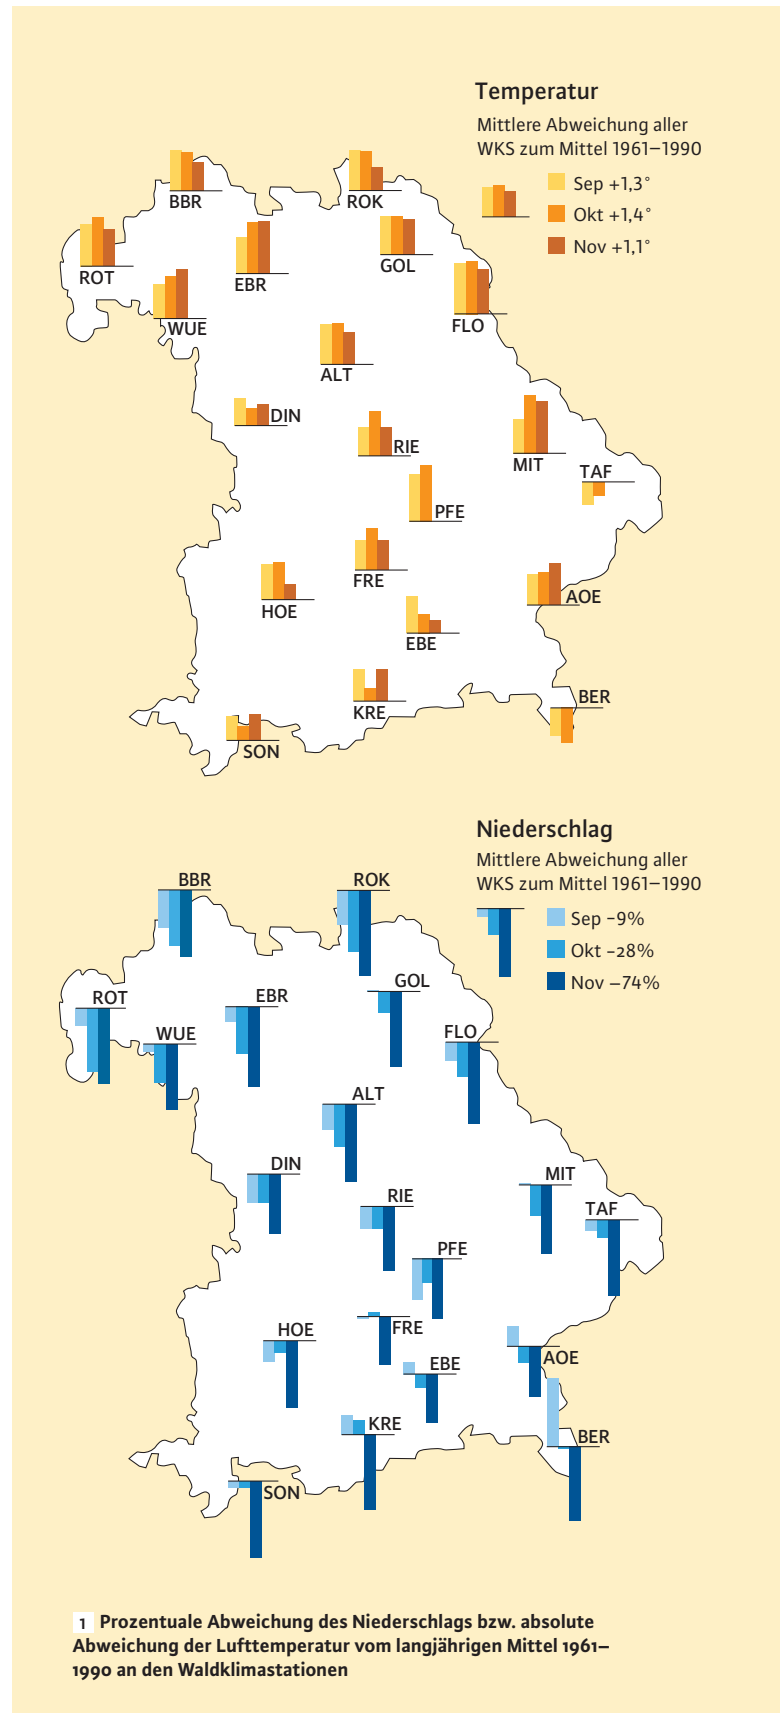 Temperatur
Mittlere Abweichung aller
WKS zum Mittel 1961–1990
Sep +1,3°
Okt +1,4°
Nov +1,1°
BBR
ROK
ROT
EBR
GOL
WUE
FLO
ALT
DIN
RIE
MIT
TAF
PFE
FRE
HOE
AOE
EBE
KRE
BER
SON
Niederschlag
Mittlere Abweichung aller
WKS zum Mittel 1961–1990
Sep -9%
Okt -28%
Nov –74%
BBR
ROK
ROT
EBR
GOL
WUE
FLO
ALT
DIN
MIT
RIE
TAF
PFE
HOE
FRE
EBE
AOE
KRE
BER
SON
1 Prozentuale Abweichung des Niederschlags bzw. absolute
Abweichung der Lufttemperatur vom langjährigen Mittel 1961–
1990 an den Waldklimastationen